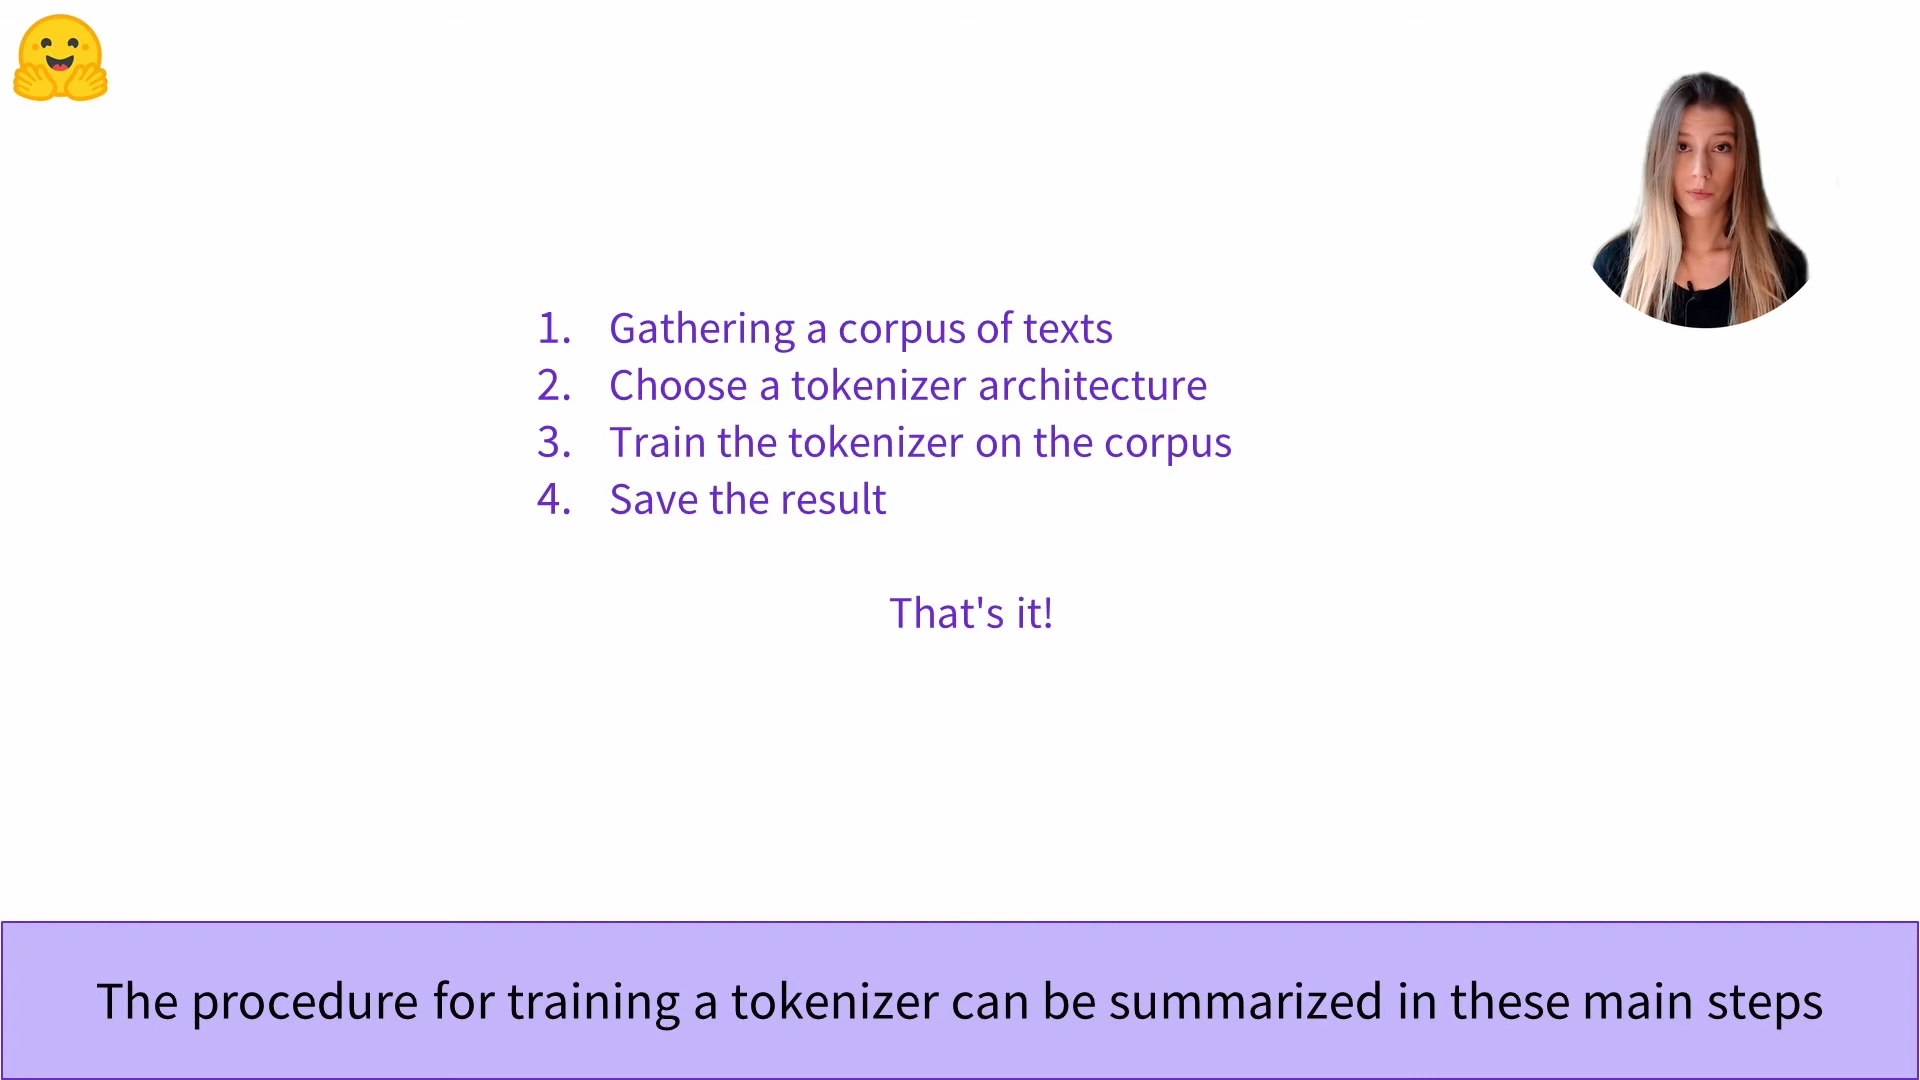 1. Gathering a corpus of texts
2. Choose a tokenizer architecture
3. Train the tokenizer on the corpus
4. Save the result
That's it!
The procedure for training a tokenizer can be summarized in these main steps